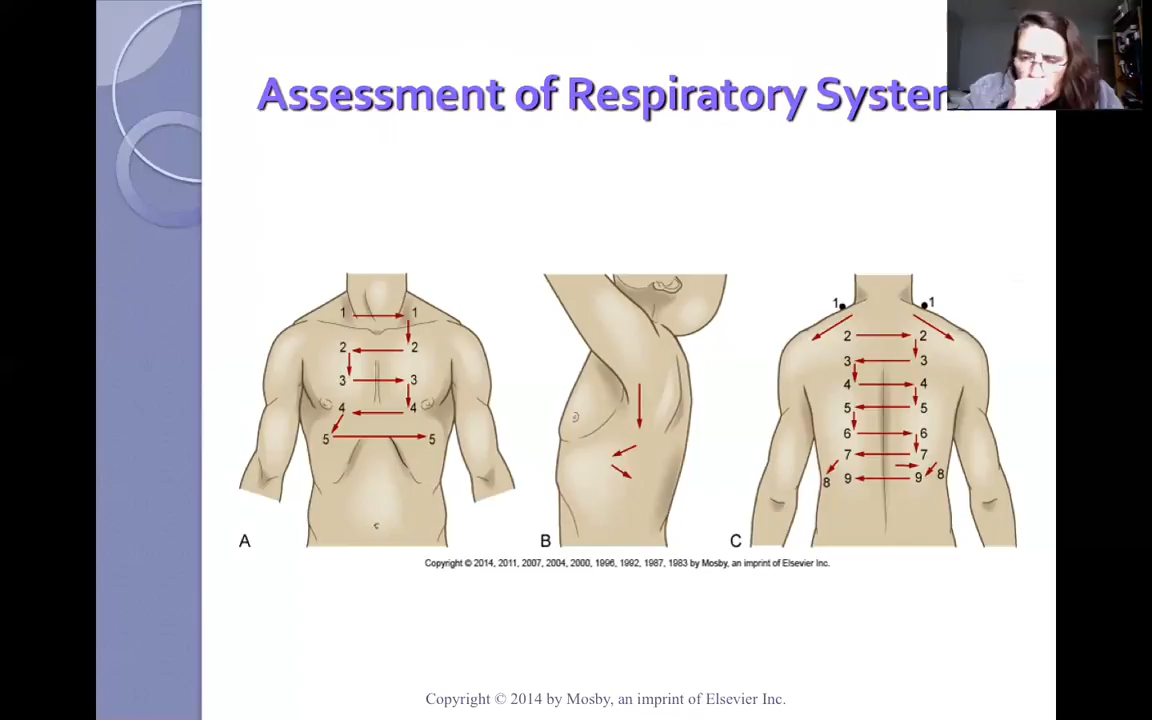 Assessment of Respiratory System
1 1
2 2
3 3
4 4
5 5
1 1
2 2
3 3
4 4
5 5
6 6
7 7
8 9 9 8
A B C
Copyright © 2014, 2011, 2007, 2004, 2000, 1996, 1992, 1987, 1983 by Mosby, an imprint of Elsevier Inc.
Copyright © 2014 by Mosby, an imprint of Elsevier Inc.